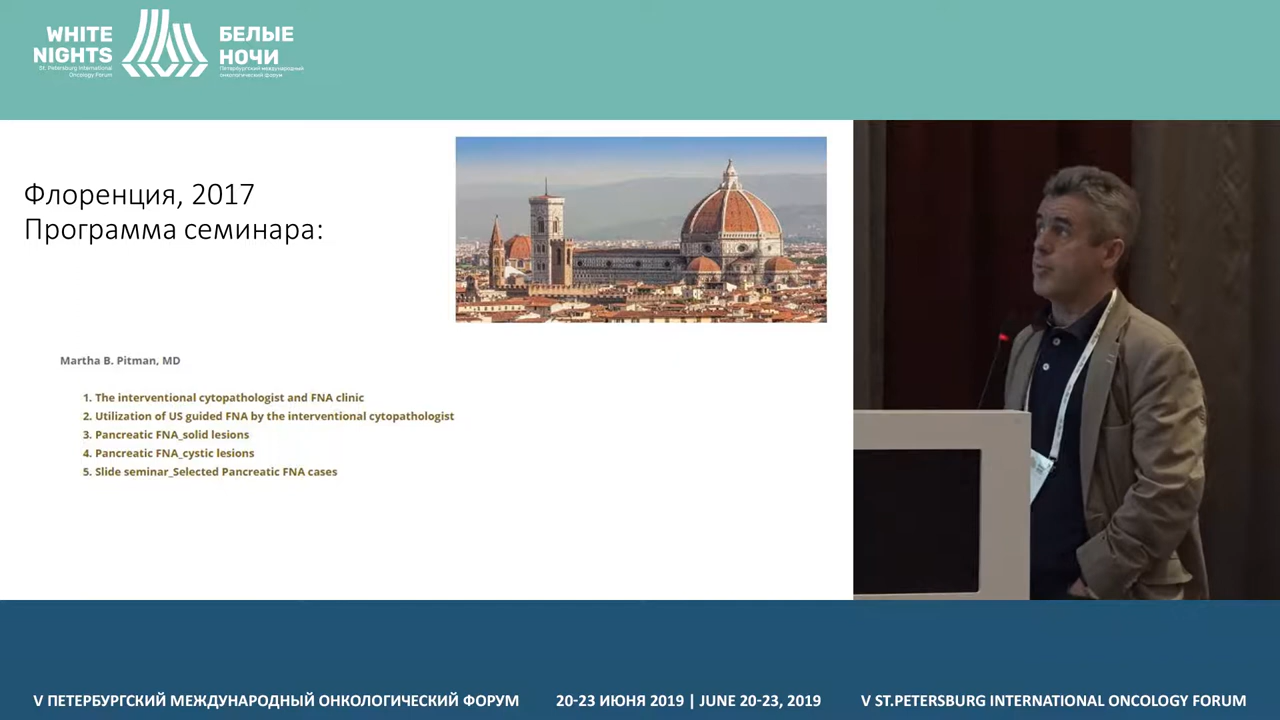 WHITE
NIGHTS
St. Petersburg International
Oncology Forum
БЕЛЫЕ
НОЧИ
Петербургский международный
онкологический форум
Флоренция, 2017
Программа семинара:
Martha B. Pitman, MD
1. The interventional cytopathologist and FNA clinic
2. Utilization of US guided FNA by the interventional cytopathologist
3. Pancreatic FNA_solid lesions
4. Pancreatic FNA_cystic lesions
5. Slide seminar_Selected Pancreatic FNA cases
V ПЕТЕРБУРГСКИЙ МЕЖДУНАРОДНЫЙ ОНКОЛОГИЧЕСКИЙ ФОРУМ 20-23 ИЮНЯ 2019 | JUNE 20-23, 2019 V ST.PETERSBURG INTERNATIONAL ONCOLOGY FORUM